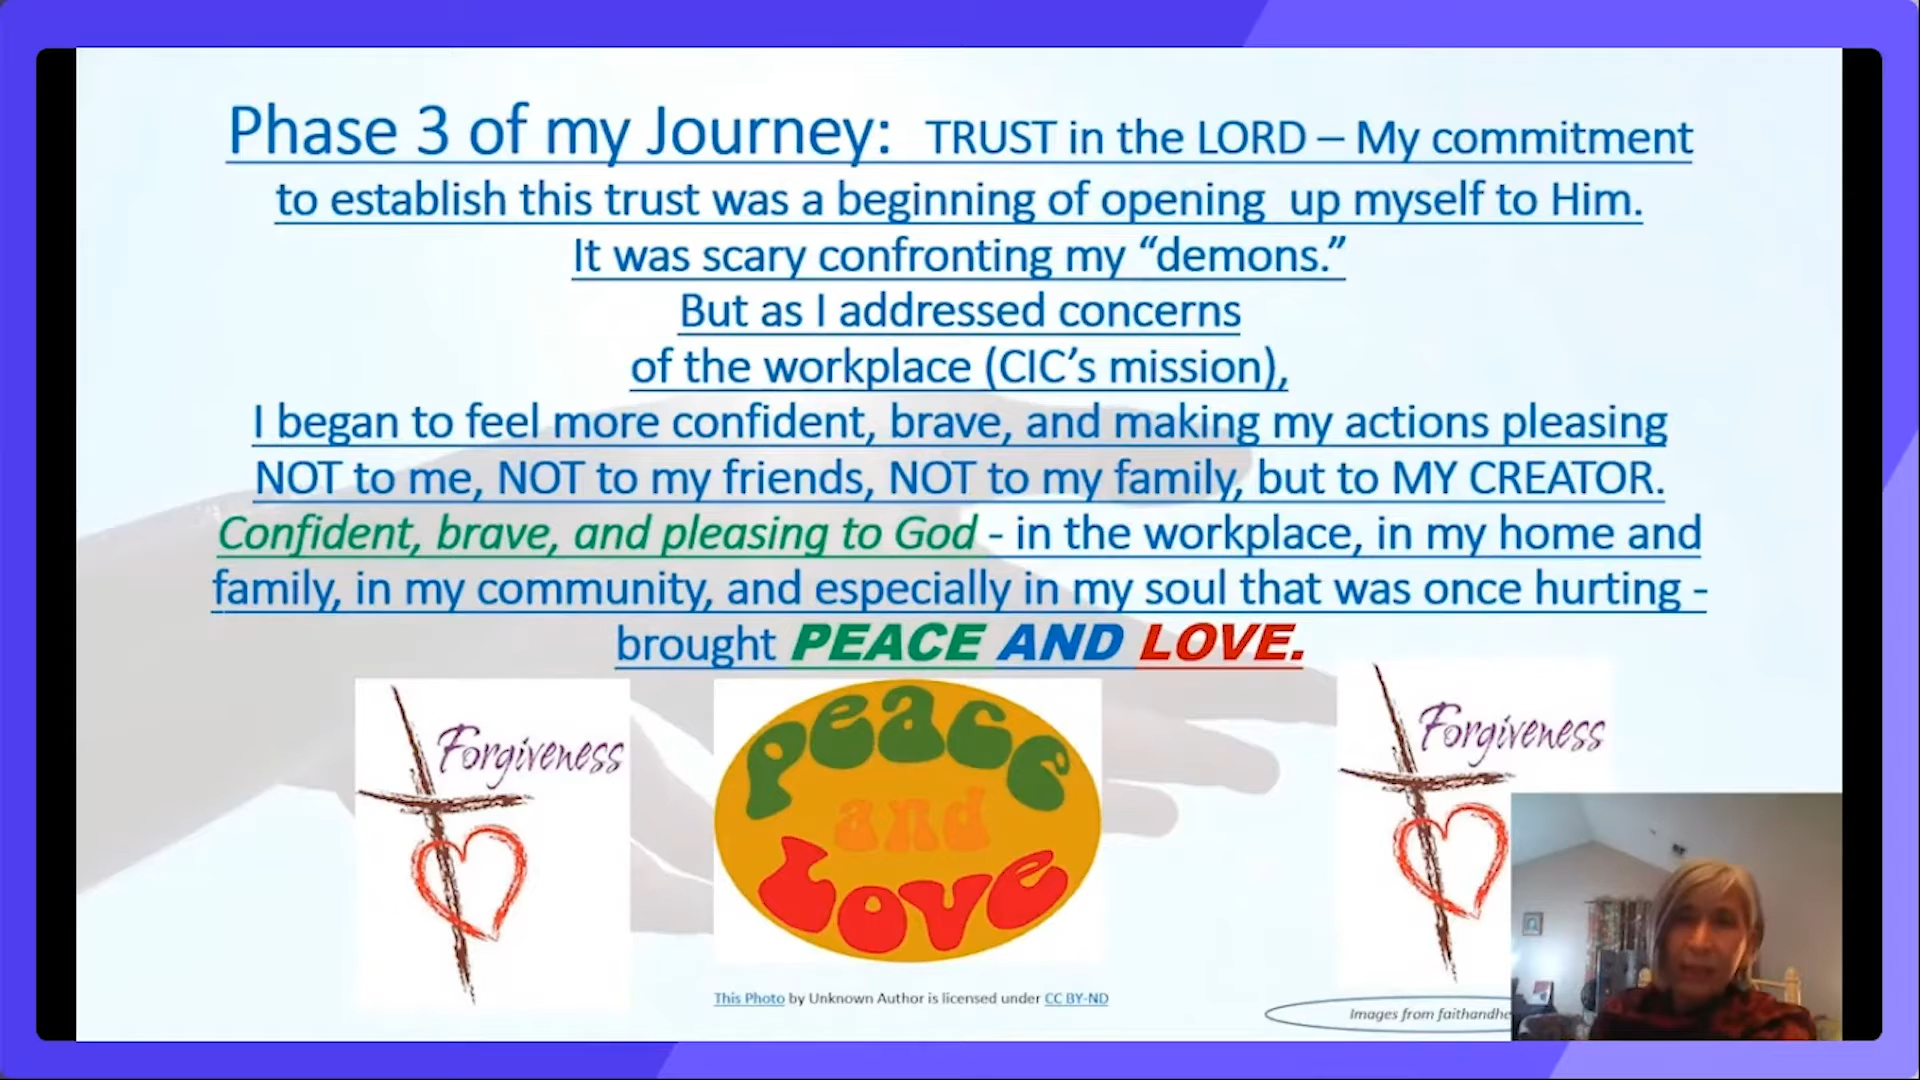 Phase 3 of my Journey: TRUST in the LORD – My commitment
to establish this trust was a beginning of opening up myself to Him.
It was scary confronting my “demons.”
But as I addressed concerns
of the workplace (CIC’s mission),
I began to feel more confident, brave, and making my actions pleasing
NOT to me, NOT to my friends, NOT to my family, but to MY CREATOR.
Confident, brave, and pleasing to God - in the workplace, in my home and
family, in my community, and especially in my soul that was once hurting -
brought PEACE AND LOVE.
Forgiveness
Peace
and
Love
Forgiveness
This Photo by Unknown Author is licensed under CC BY-ND
Images from